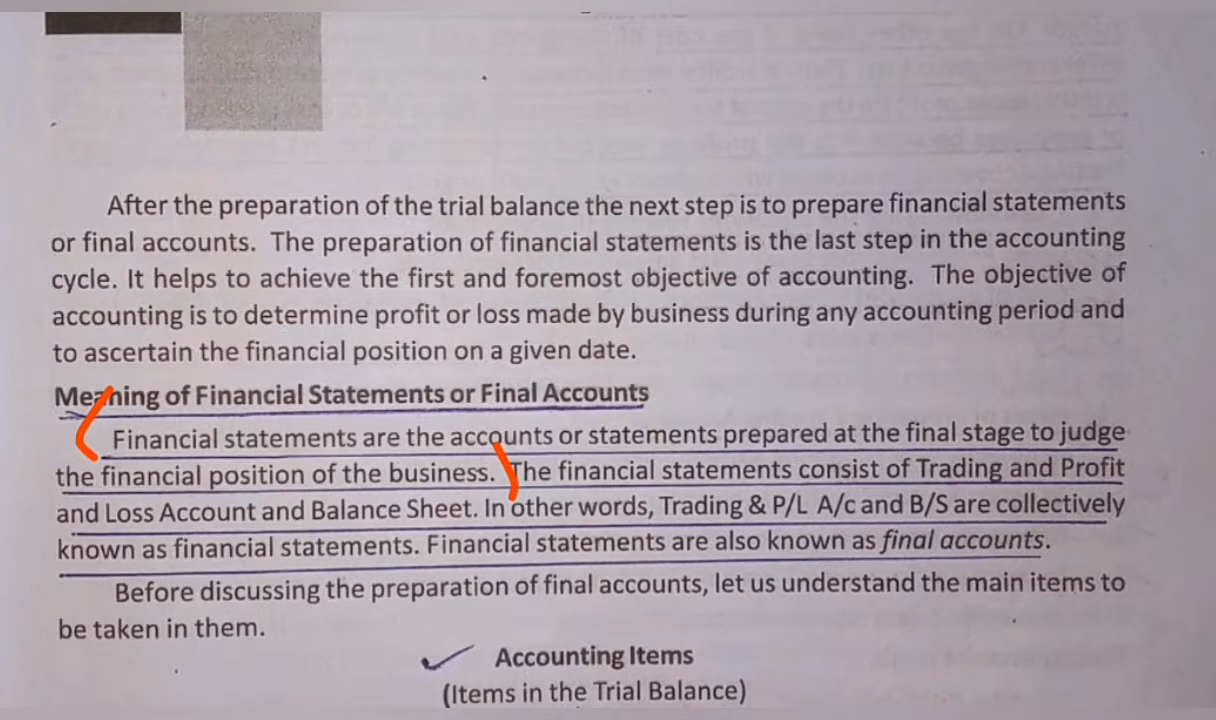 After the preparation of the trial balance the next step is to prepare financial statements
or final accounts. The preparation of financial statements is the last step in the accounting
cycle. It helps to achieve the first and foremost objective of accounting. The objective of
accounting is to determine profit or loss made by business during any accounting period and
to ascertain the financial position on a given date.
Meaning of Financial Statements or Final Accounts
Financial statements are the accounts or statements prepared at the final stage to judge
the financial position of the business. The financial statements consist of Trading and Profit
and Loss Account and Balance Sheet. In other words, Trading & P/L A/c and B/S are collectively
known as financial statements. Financial statements are also known as final accounts.
Before discussing the preparation of final accounts, let us understand the main items to
be taken in them.
Accounting Items
(Items in the Trial Balance)